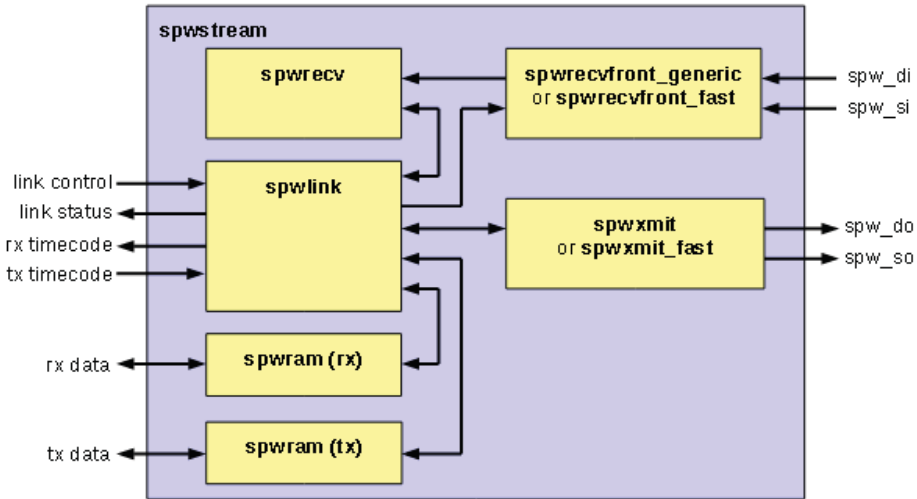 spwstream
spwrecv
spwrecvfront_generic
or spwrecvfront_fast
spw_di
spw_si
link control
link status
rx timecode
tx timecode
spwlink
spwxmit
or spwxmit_fast
spw_do
spw_so
rx data
spwram (rx)
tx data
spwram (tx)